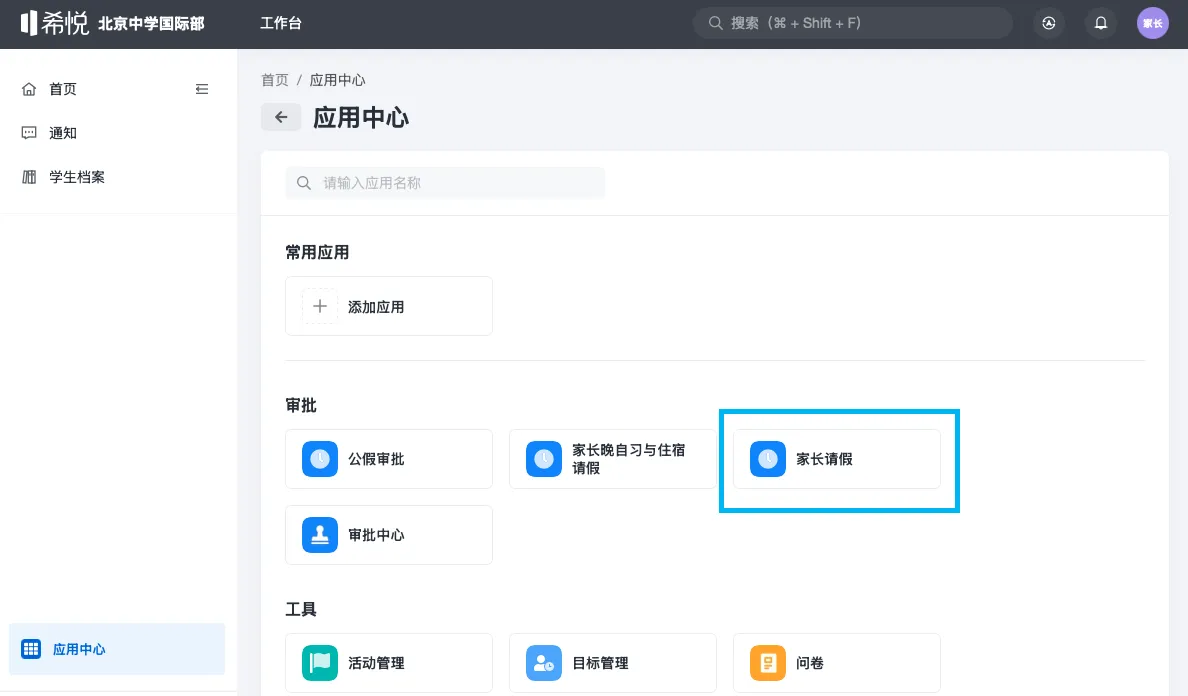 希悦 北京中学国际部 工作台 搜索（⌘ + Shift + F） 家长
首页
通知
学生档案
首页 / 应用中心
应用中心
请输入应用名称
常用应用
添加应用
审批
公假审批
家长晚自习与住宿
请假
家长请假
审批中心
工具
活动管理
目标管理
问卷
应用中心